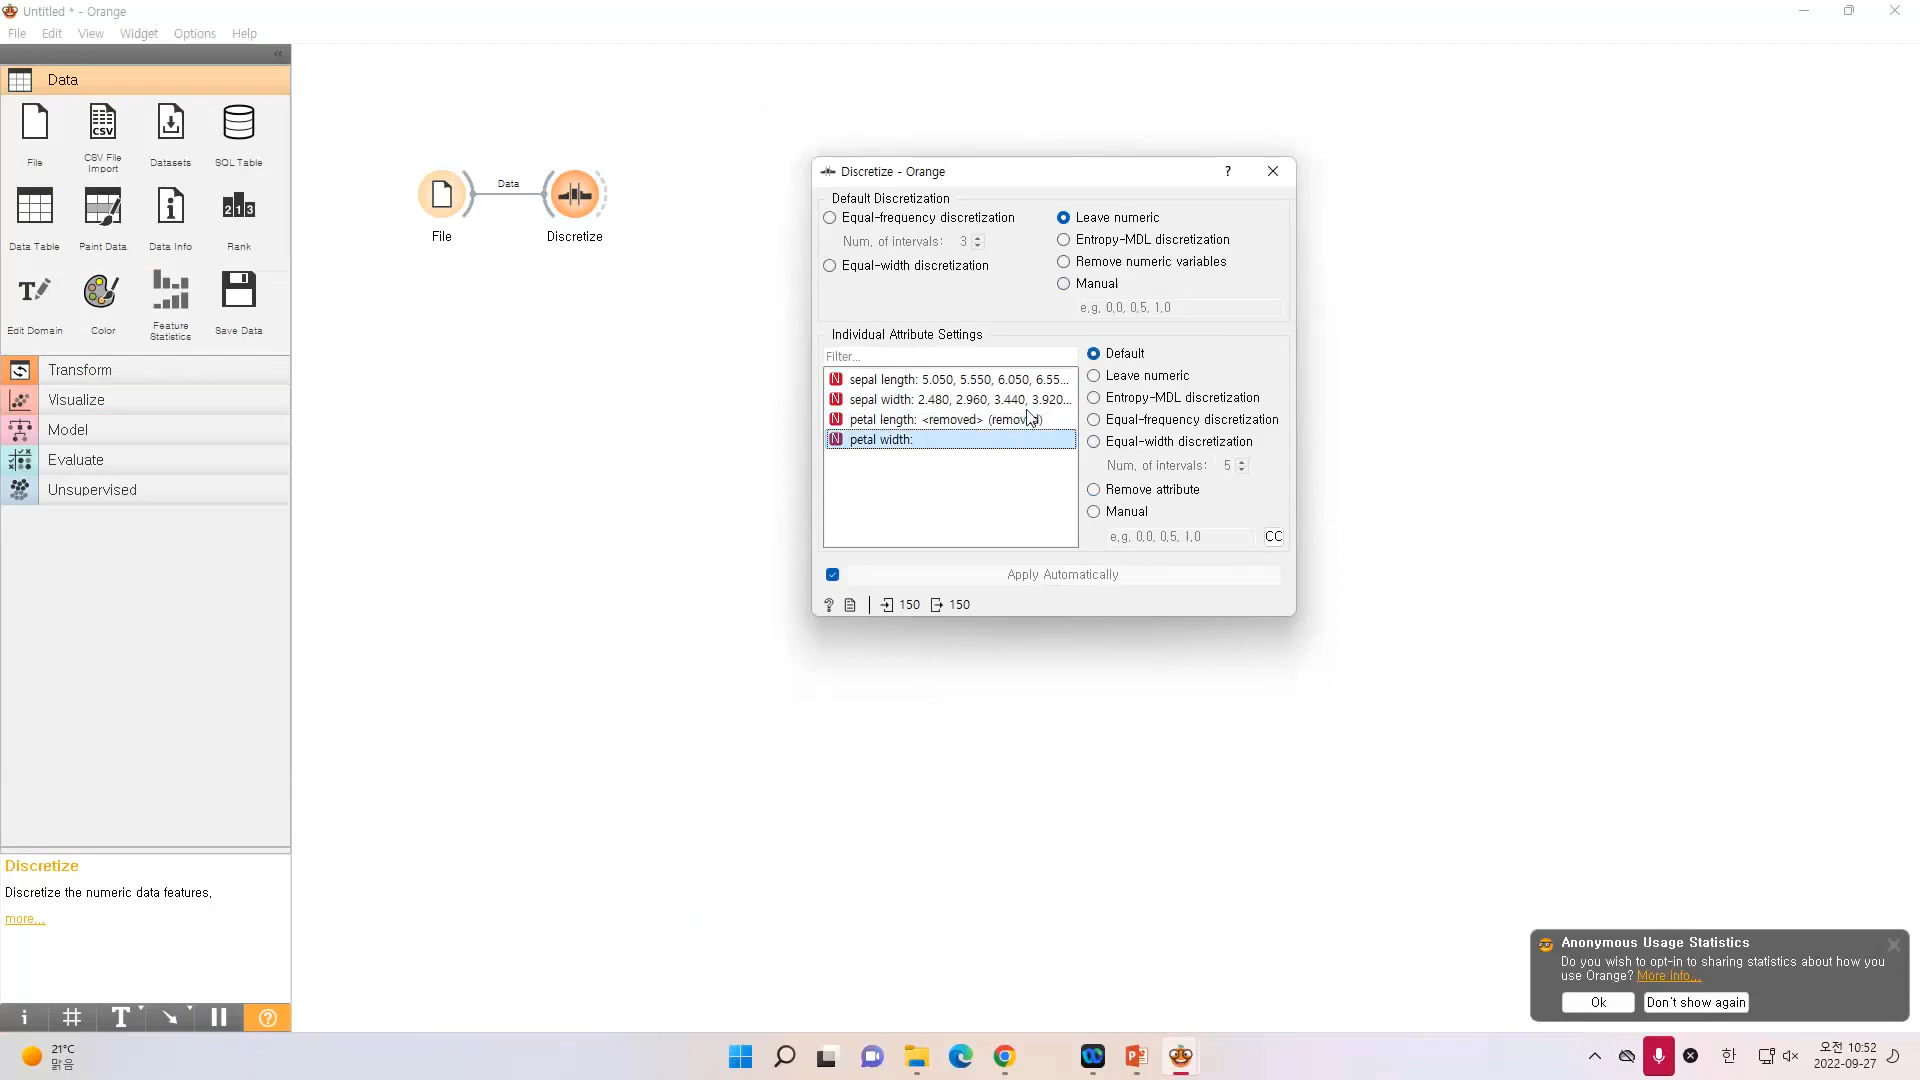 Untitled * - Orange
File Edit View Widget Options Help
Data
File
CSV File Import
Datasets
SQL Table
Data Table
Paint Data
Data Info
Rank
Edit Domain
Color
Feature Statistics
Save Data
Transform
Visualize
Model
Evaluate
Unsupervised
Discretize
Discretize the numeric data features,
more...
File
Data
Discretize
Discretize - Orange
Default Discretization
Equal-frequency discretization
Num, of intervals: 3
Equal-width discretization
Leave numeric
Entropy-MDL discretization
Remove numeric variables
Manual
e,g, 0,0, 0,5, 1,0
Individual Attribute Settings
Filter...
sepal length: 5.050, 5.550, 6.050, 6.55...
sepal width: 2.480, 2.960, 3.440, 3.920...
petal length: <removed> (removed)
petal width:
Default
Leave numeric
Entropy-MDL discretization
Equal-frequency discretization
Equal-width discretization
Num, of intervals: 5
Remove attribute
Manual
e,g, 0,0, 0,5, 1,0
CC
Apply Automatically
150 150
Anonymous Usage Statistics
Do you wish to opt-in to sharing statistics about how you
use Orange? More info...
Ok
Don't show again
21°C
맑음
한
오전 10:52
2022-09-27